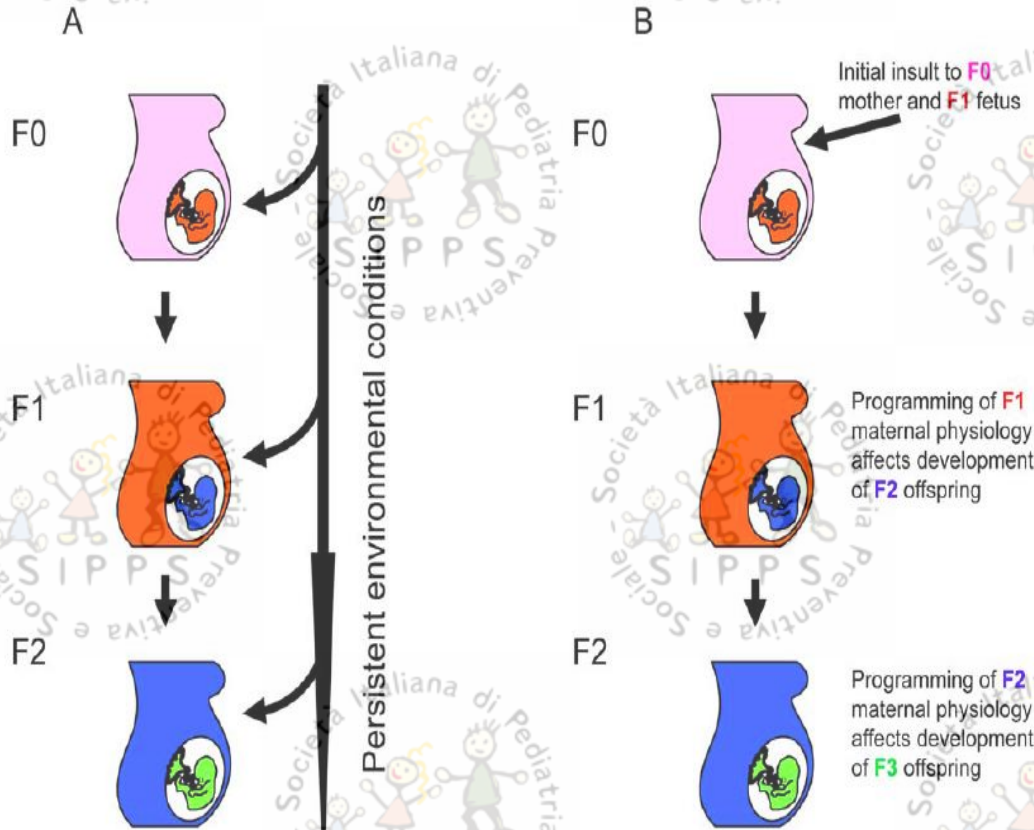 A
B
F0
F0
Initial insult to F0
mother and F1 fetus
Persistent environmental conditions
F1
F1
Programming of F1
maternal physiology
affects development
of F2 offspring
F2
F2
Programming of F2
maternal physiology
affects development
of F3 offspring
Società Italiana di Pediatria Preventiva e Sociale
SIPPS